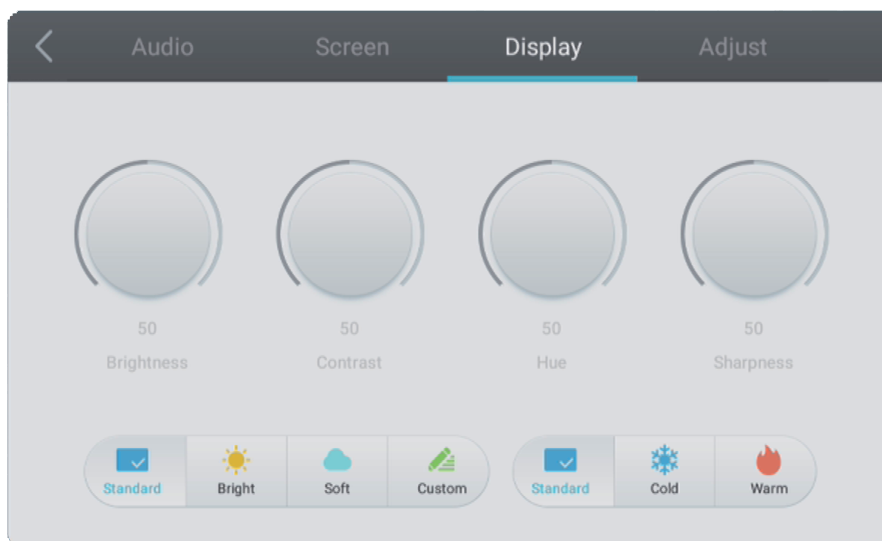 Audio Screen Display Adjust
50 50 50 50
Brightness Contrast Hue Sharpness
Standard Bright Soft Custom Standard Cold Warm